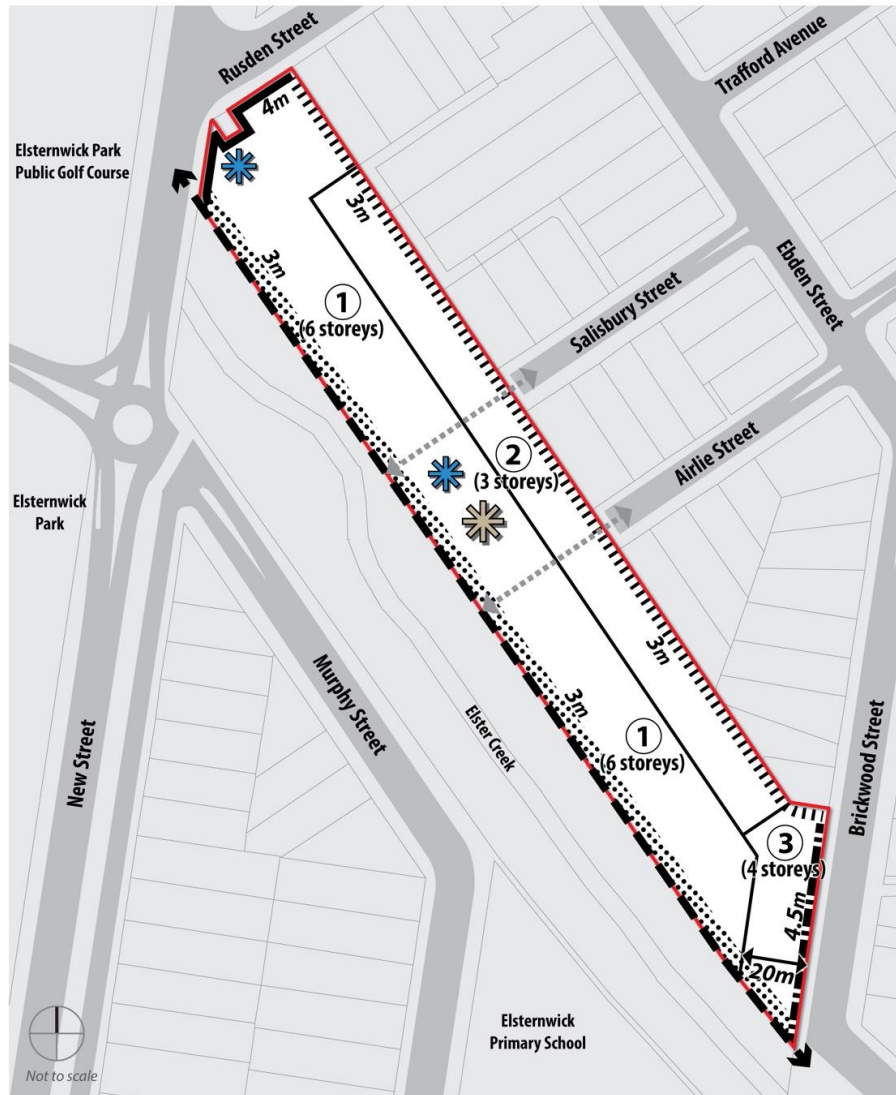 Rusden Street
Trafford Avenue
4m
Elsternwick Park
Public Golf Course
3m
3m
Ebden Street
1
(6 storeys)
Salisbury Street
2
(3 storeys)
Airlie Street
Elsternwick
Park
3m
Murphy Street
3m
Elster Creek
1
(6 storeys)
New Street
Brickwood Street
3
(4 storeys)
4.5m
20m
Elsternwick
Primary School
Not to scale